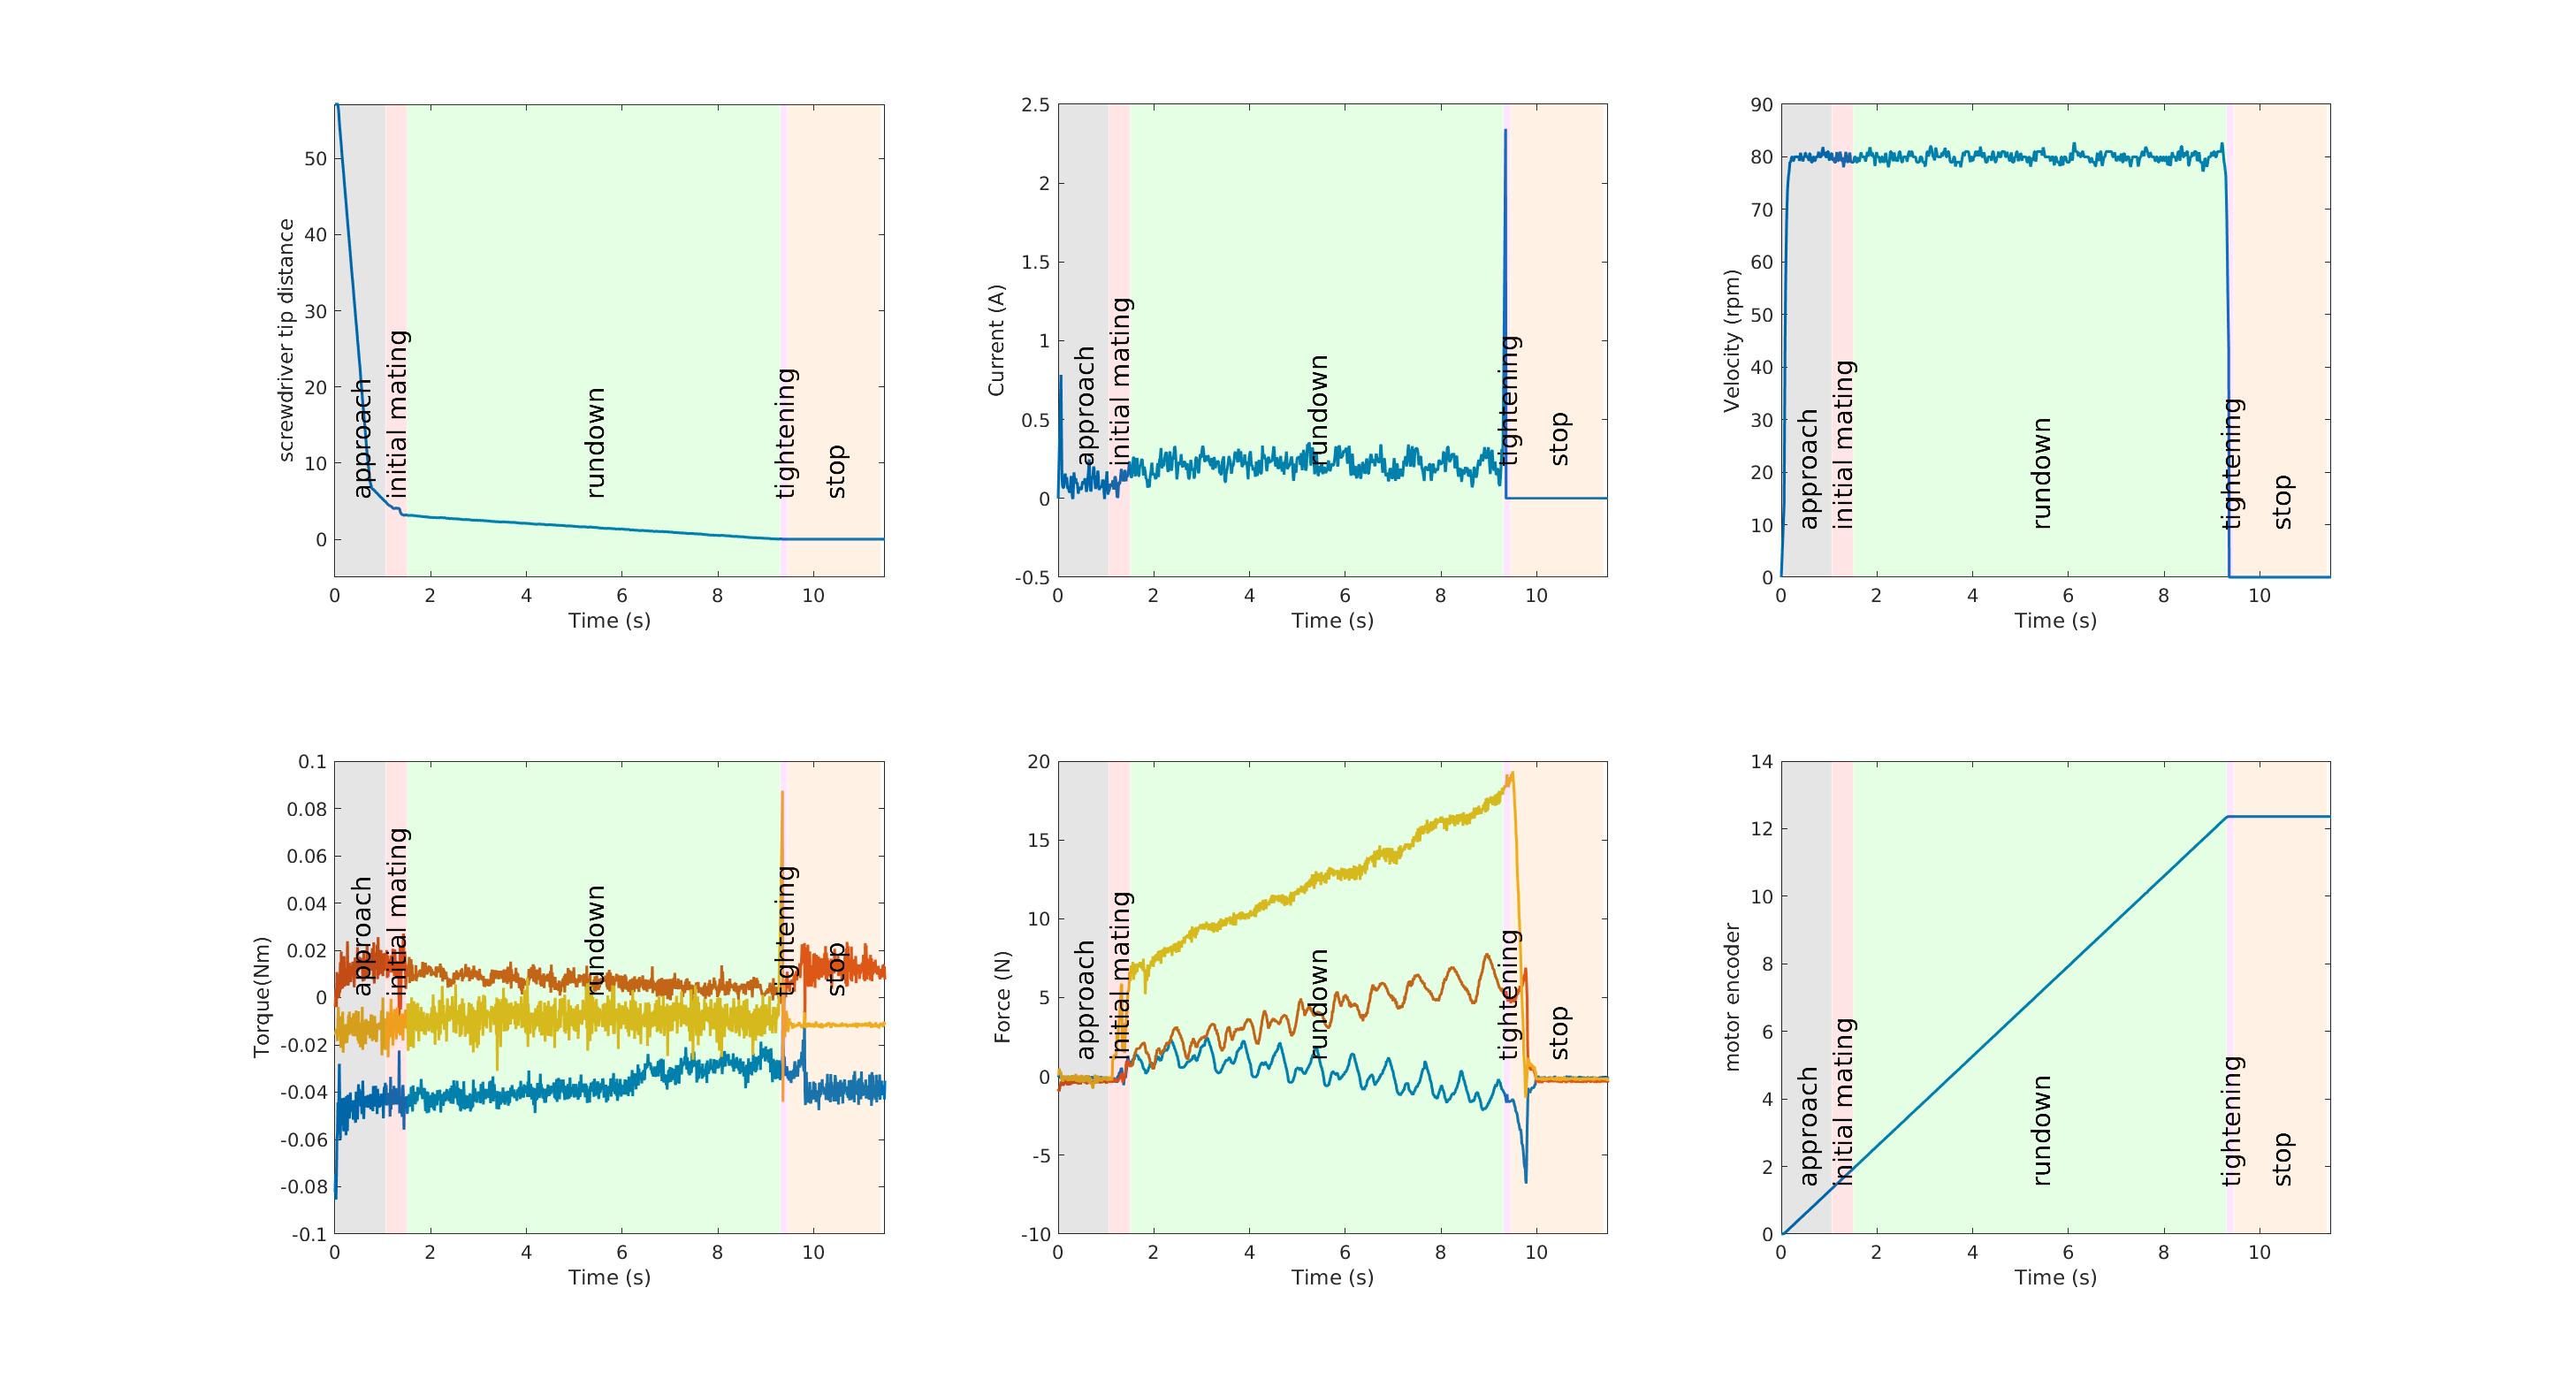 screwdriver tip distance
50
40
30
20
10
0
approach
initial mating
rundown
tightening
stop
0 2 4 6 8 10
Time (s)
Current (A)
2.5
2
1.5
1
0.5
0
-0.5
approach
initial mating
rundown
tightening
stop
0 2 4 6 8 10
Time (s)
Velocity (rpm)
90
80
70
60
50
40
30
20
10
0
approach
initial mating
rundown
tightening
stop
0 2 4 6 8 10
Time (s)
Torque(Nm)
0.1
0.08
0.06
0.04
0.02
0
-0.02
-0.04
-0.06
-0.08
-0.1
approach
initial mating
rundown
tightening
stop
0 2 4 6 8 10
Time (s)
Force (N)
20
15
10
5
0
-5
-10
approach
initial mating
rundown
tightening
stop
0 2 4 6 8 10
Time (s)
motor encoder
14
12
10
8
6
4
2
0
approach
initial mating
rundown
tightening
stop
0 2 4 6 8 10
Time (s)